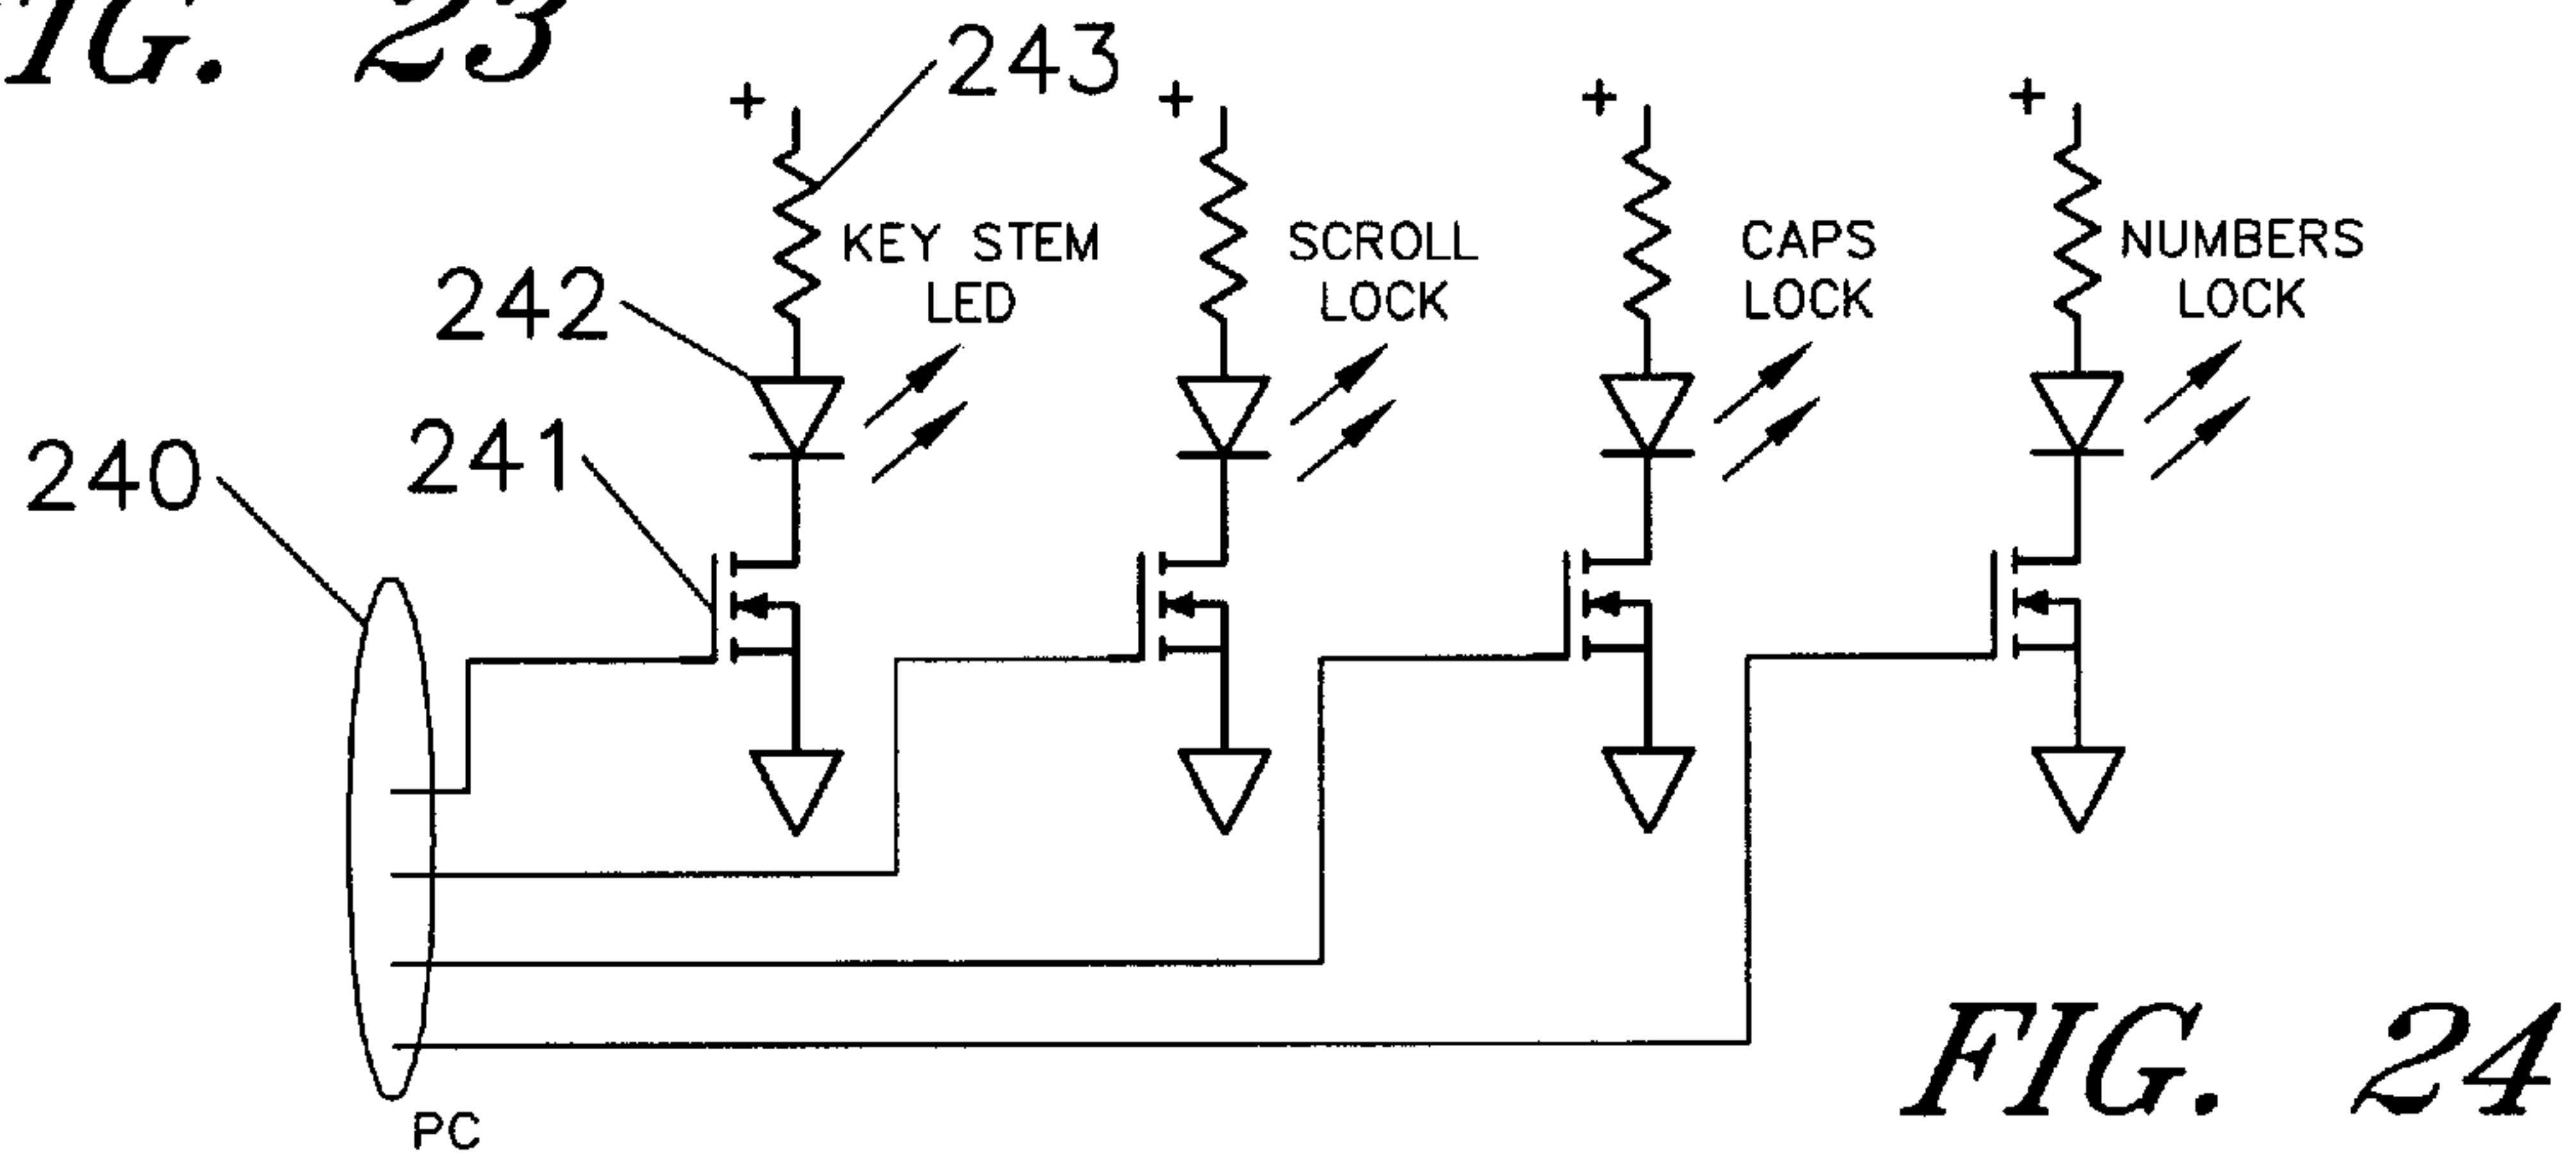 FIG. 23
243
+
+
+
+
KEY STEM
LED
SCROLL
LOCK
CAPS
LOCK
NUMBERS
LOCK
242
241
240
PC
FIG. 24